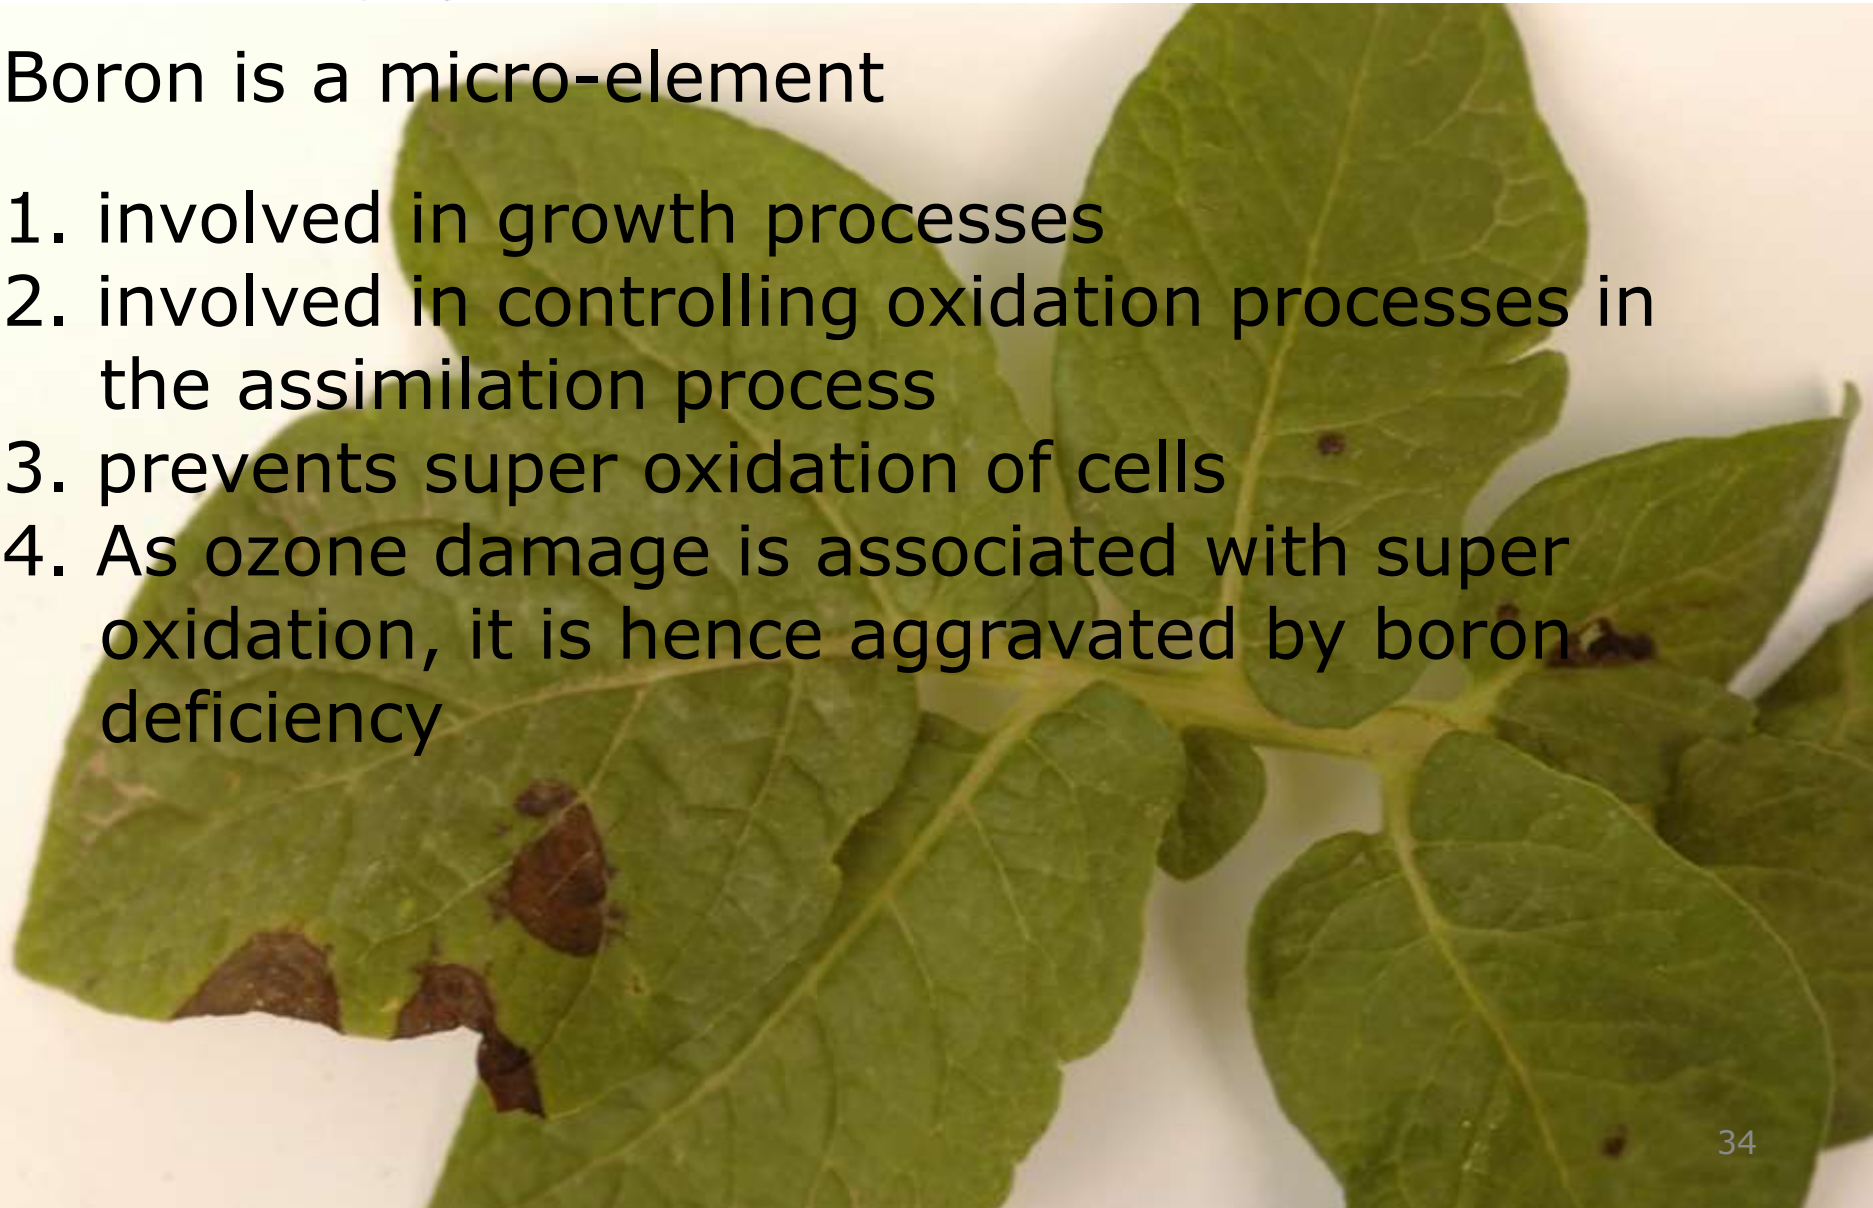 Boron is a micro-element
1. involved in growth processes
2. involved in controlling oxidation processes in
the assimilation process
3. prevents super oxidation of cells
4. As ozone damage is associated with super
oxidation, it is hence aggravated by boron
deficiency
34